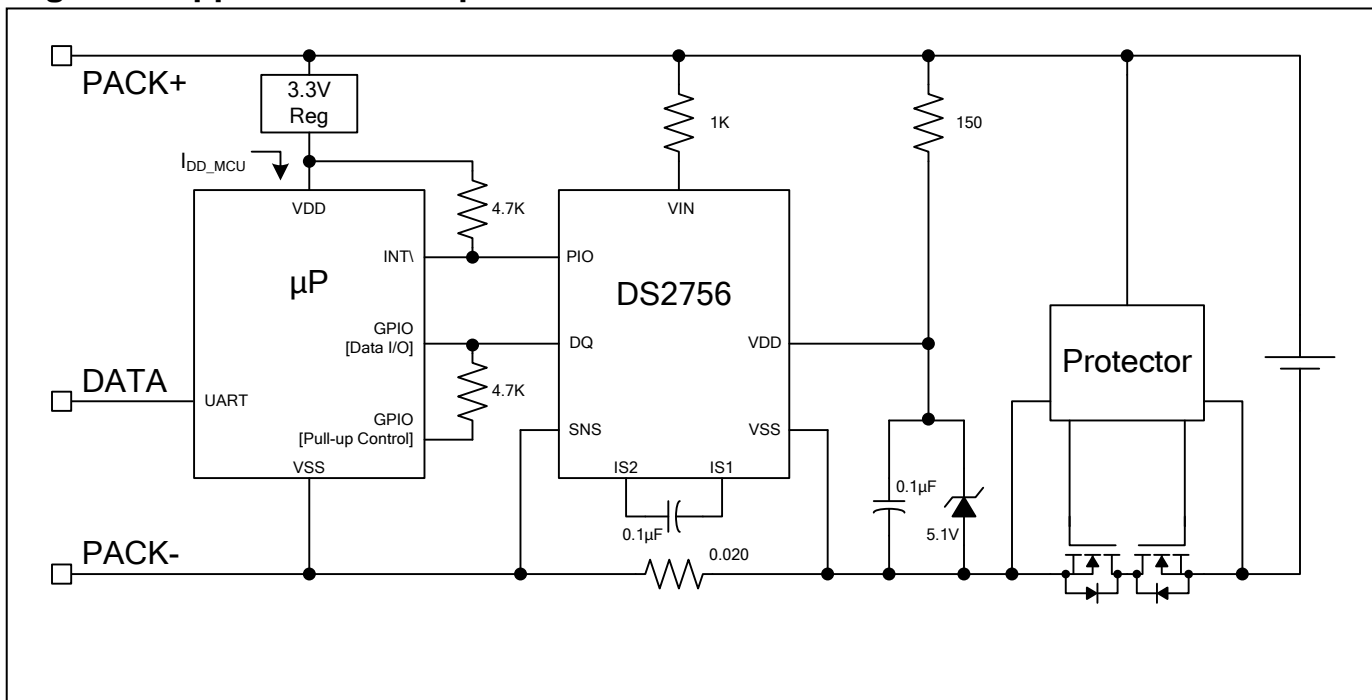 PACK+
3.3V
Reg
1K
150
I_DD_MCU
VDD
4.7K
VIN
INT\
PIO
µP
DS2756
GPIO
[Data I/O]
DQ
VDD
Protector
DATA
UART
4.7K
GPIO
[Pull-up Control]
SNS
VSS
VSS
IS2
IS1
0.1µF
0.1µF
5.1V
PACK-
0.020